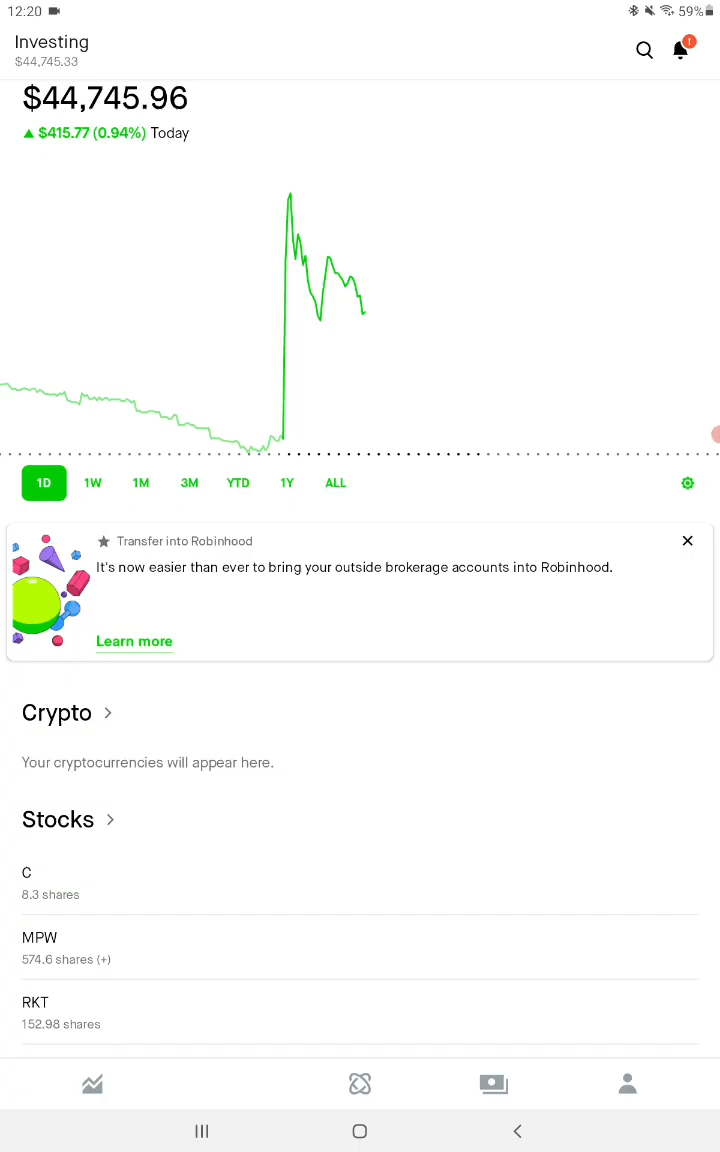 12:20
59%
Investing
$44,745.33
1
$44,745.96
$415.77 (0.94%) Today
1D 1W 1M 3M YTD 1Y ALL
Transfer into Robinhood
It's now easier than ever to bring your outside brokerage accounts into Robinhood.
Learn more
Crypto
Your cryptocurrencies will appear here.
Stocks
C
8.3 shares
MPW
574.6 shares (+)
RKT
152.98 shares